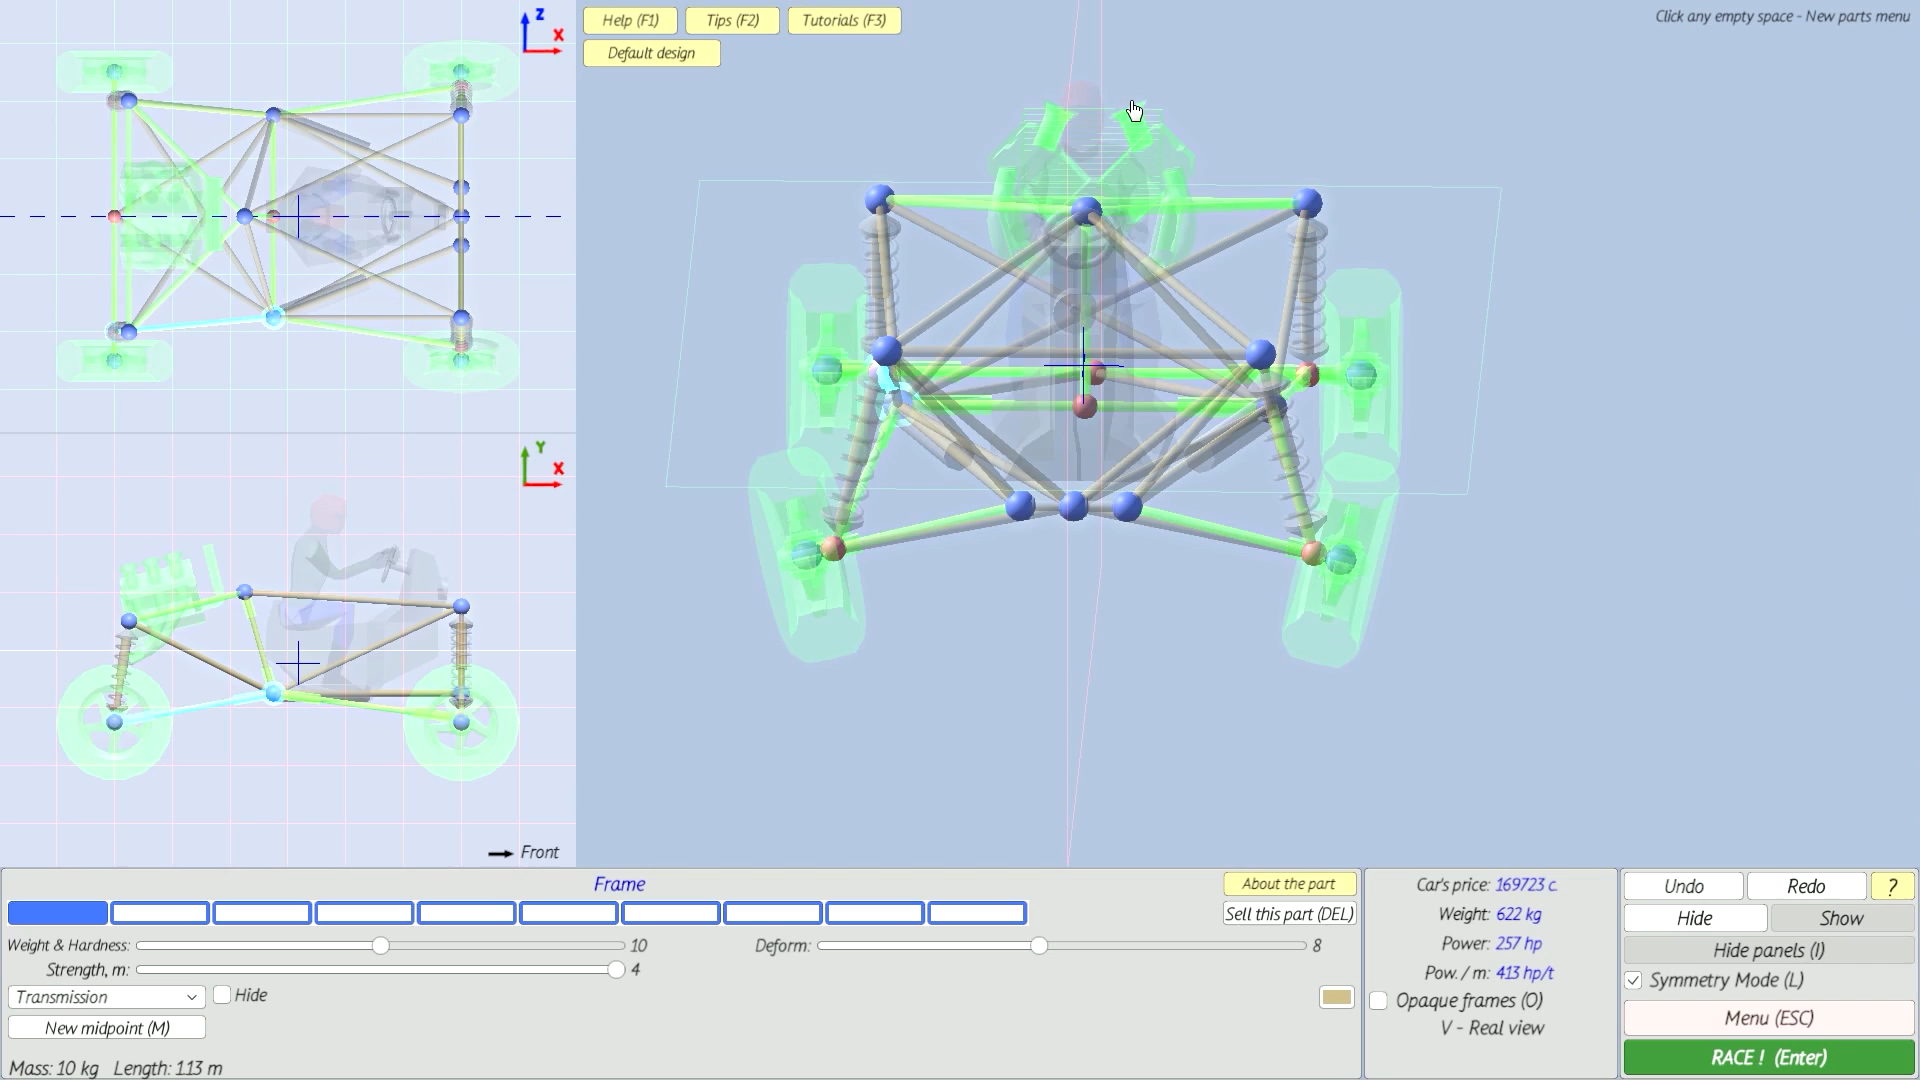 Z
X
Help (F1) Tips (F2) Tutorials (F3)
Default design
Click any empty space - New parts menu
Y
X
Front
Frame
About the part
Sell this part (DEL)
Weight & Hardness: 10 Deform: 8
Strength, m: 4
Transmission Hide
New midpoint (M)
Mass: 10 kg Length: 1.13 m
Car's price: 169723 c.
Weight: 622 kg
Power: 257 hp
Pow. / m: 413 hp/t
Opaque frames (O)
V - Real view
Undo Redo ?
Hide Show
Hide panels (I)
Symmetry Mode (L)
Menu (ESC)
RACE ! (Enter)